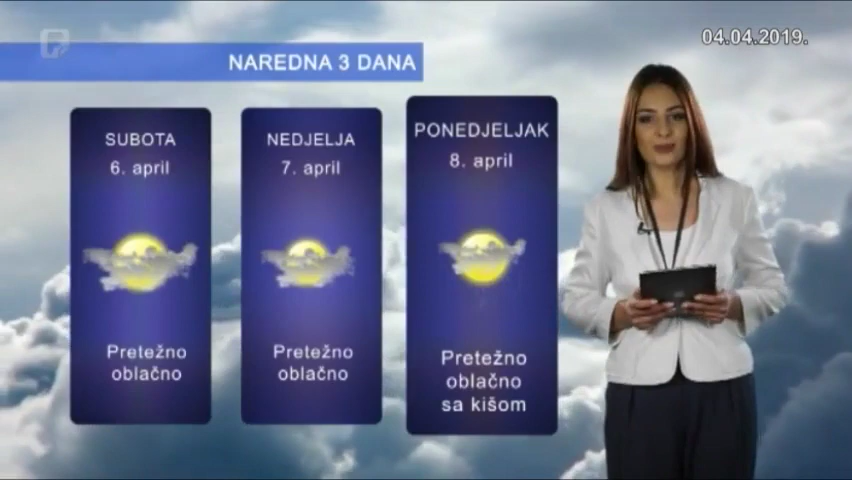 04.04.2019.
NAREDNA 3 DANA
SUBOTA
6. april
Pretežno
oblačno
NEDJELJA
7. april
Pretežno
oblačno
PONEDJELJAK
8. april
Pretežno
oblačno
sa kišom